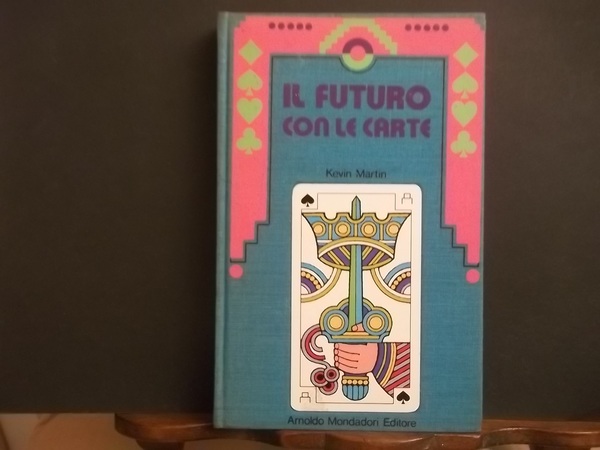 IL FUTURO
CON LE CARTE
Kevin Martin
Arnoldo Mondadori Editore